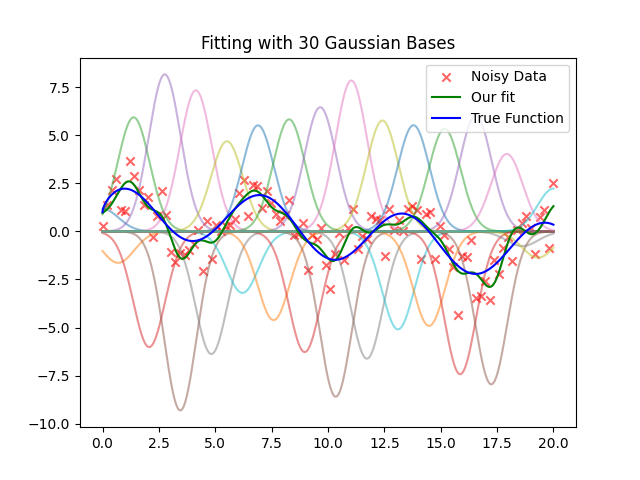 Fitting with 30 Gaussian Bases
Noisy Data
Our fit
True Function
7.5
5.0
2.5
0.0
−2.5
−5.0
−7.5
−10.0
0.0 2.5 5.0 7.5 10.0 12.5 15.0 17.5 20.0